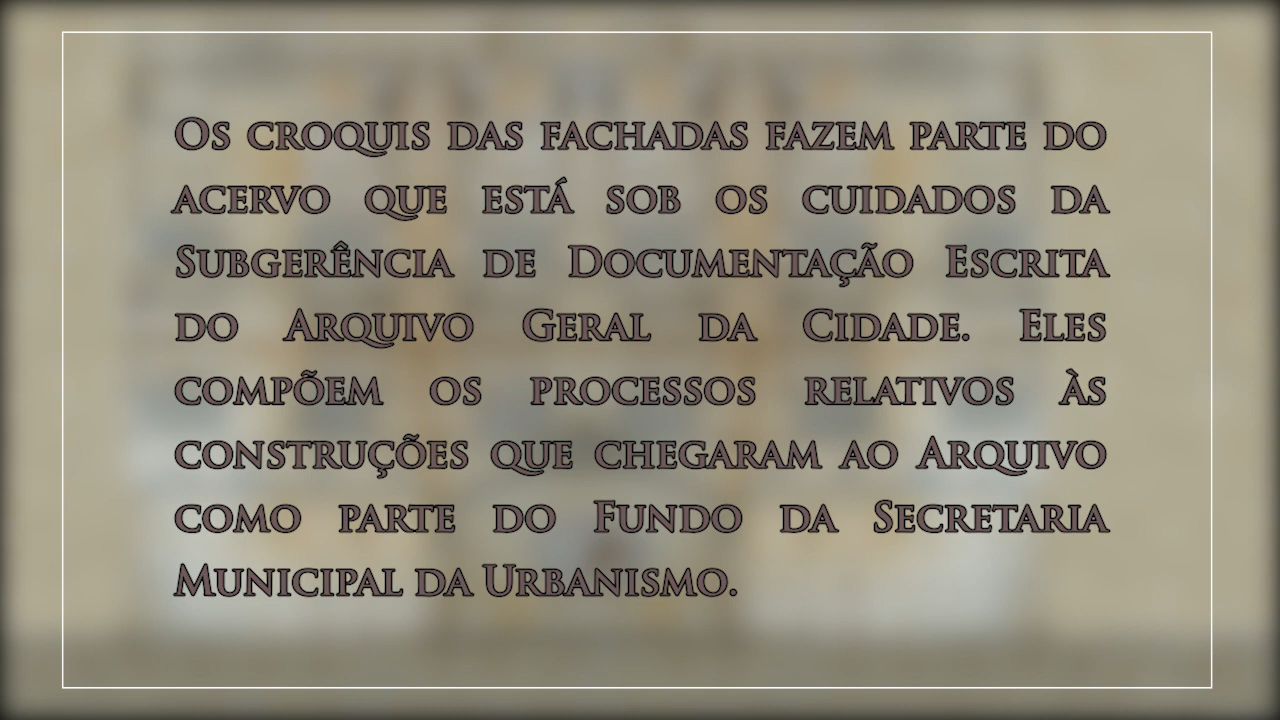 Os croquis das fachadas fazem parte do
acervo que está sob os cuidados da
Subgerência de Documentação Escrita
do Arquivo Geral da Cidade. Eles
compõem os processos relativos às
construções que chegaram ao Arquivo
como parte do Fundo da Secretaria
Municipal da Urbanismo.